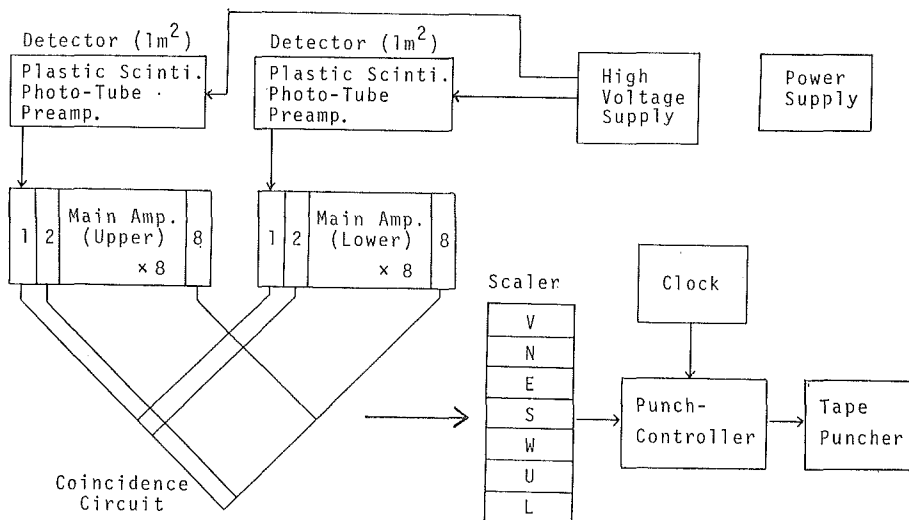 Detector (1m²)
Plastic Scinti.
Photo-Tube
Preamp.
Detector (1m²)
Plastic Scinti.
Photo-Tube
Preamp.
High
Voltage
Supply
Power
Supply
1 2 Main Amp. 8
(Upper)
× 8
1 2 Main Amp. 8
(Lower)
× 8
Scaler
V
N
E
S
W
U
L
Clock
Punch-
Controller
Tape
Puncher
Coincidence
Circuit